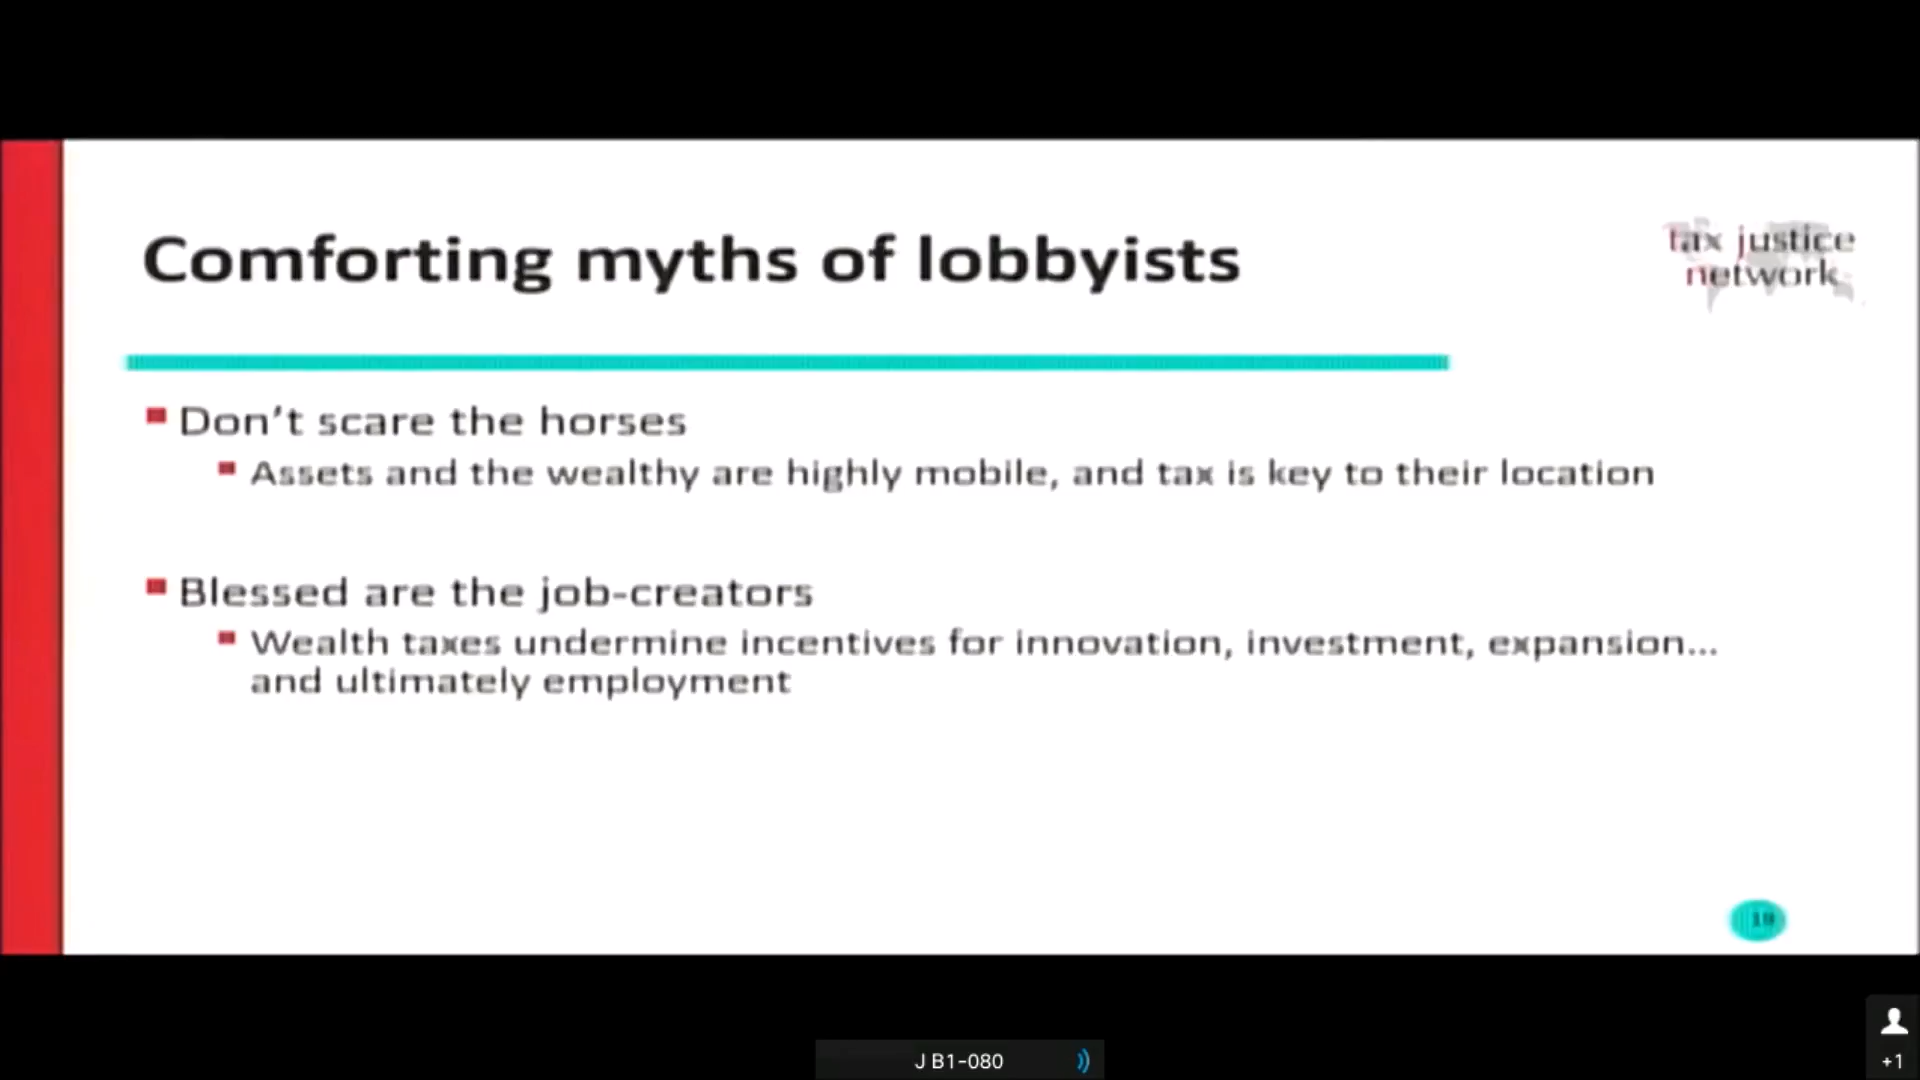 Comforting myths of lobbyists
tax justice
network
Don't scare the horses
Assets and the wealthy are highly mobile, and tax is key to their location
Blessed are the job-creators
Wealth taxes undermine incentives for innovation, investment, expansion...
and ultimately employment
J B1-080
+1